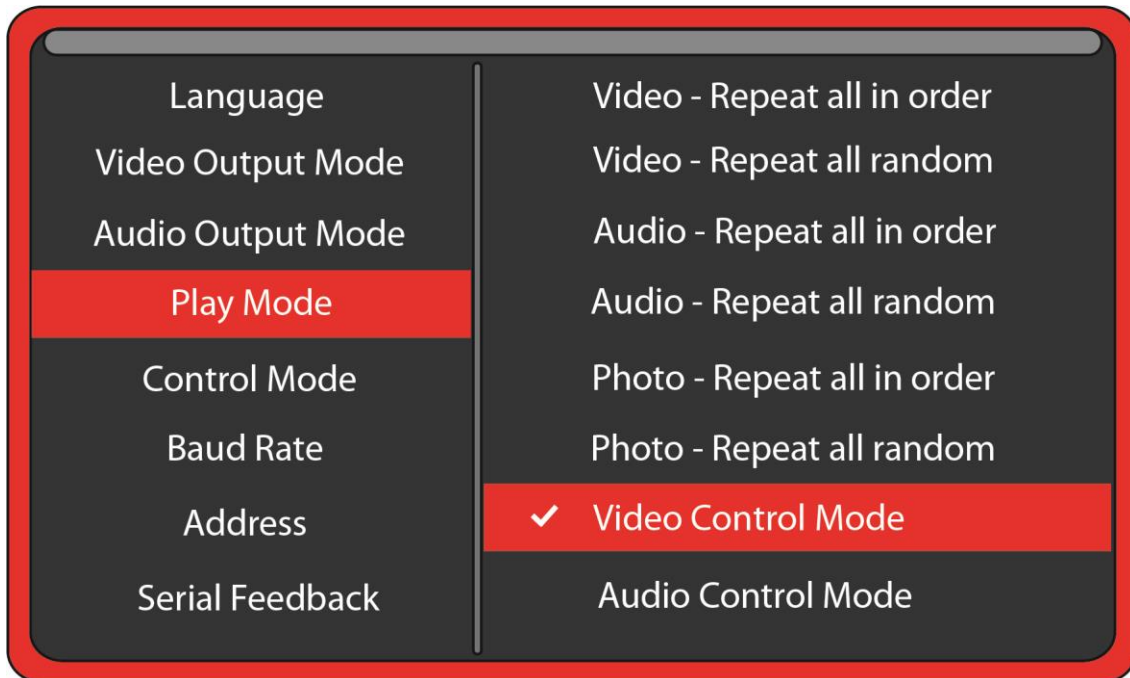 Language
Video Output Mode
Audio Output Mode
Play Mode
Control Mode
Baud Rate
Address
Serial Feedback
Video - Repeat all in order
Video - Repeat all random
Audio - Repeat all in order
Audio - Repeat all random
Photo - Repeat all in order
Photo - Repeat all random
Video Control Mode
Audio Control Mode